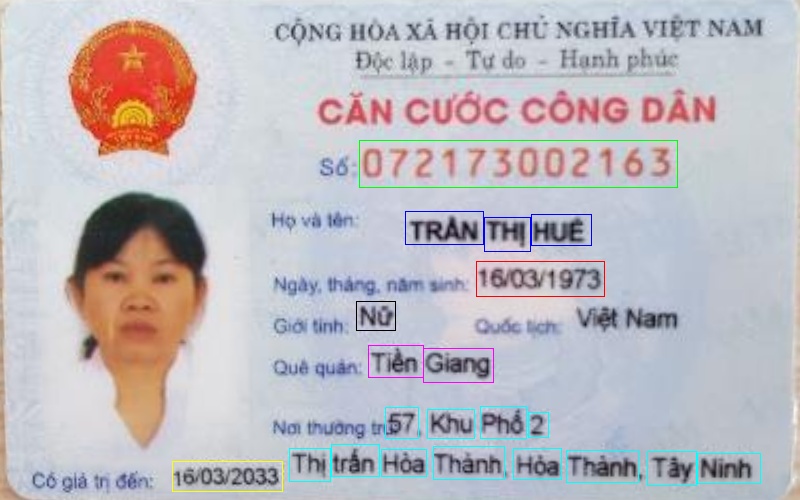 CỘNG HÒA XÃ HỘI CHỦ NGHĨA VIỆT NAM
Độc lập - Tự do - Hạnh phúc
CĂN CƯỚC CÔNG DÂN
Số: 072173002163
Họ và tên: TRẦN THỊ HUÊ
Ngày, tháng, năm sinh: 16/03/1973
Giới tính: Nữ Quốc tịch: Việt Nam
Quê quán: Tiền Giang
Nơi thường trú: 57, Khu Phố 2
Thị trấn Hòa Thành, Hòa Thành, Tây Ninh
Có giá trị đến: 16/03/2033